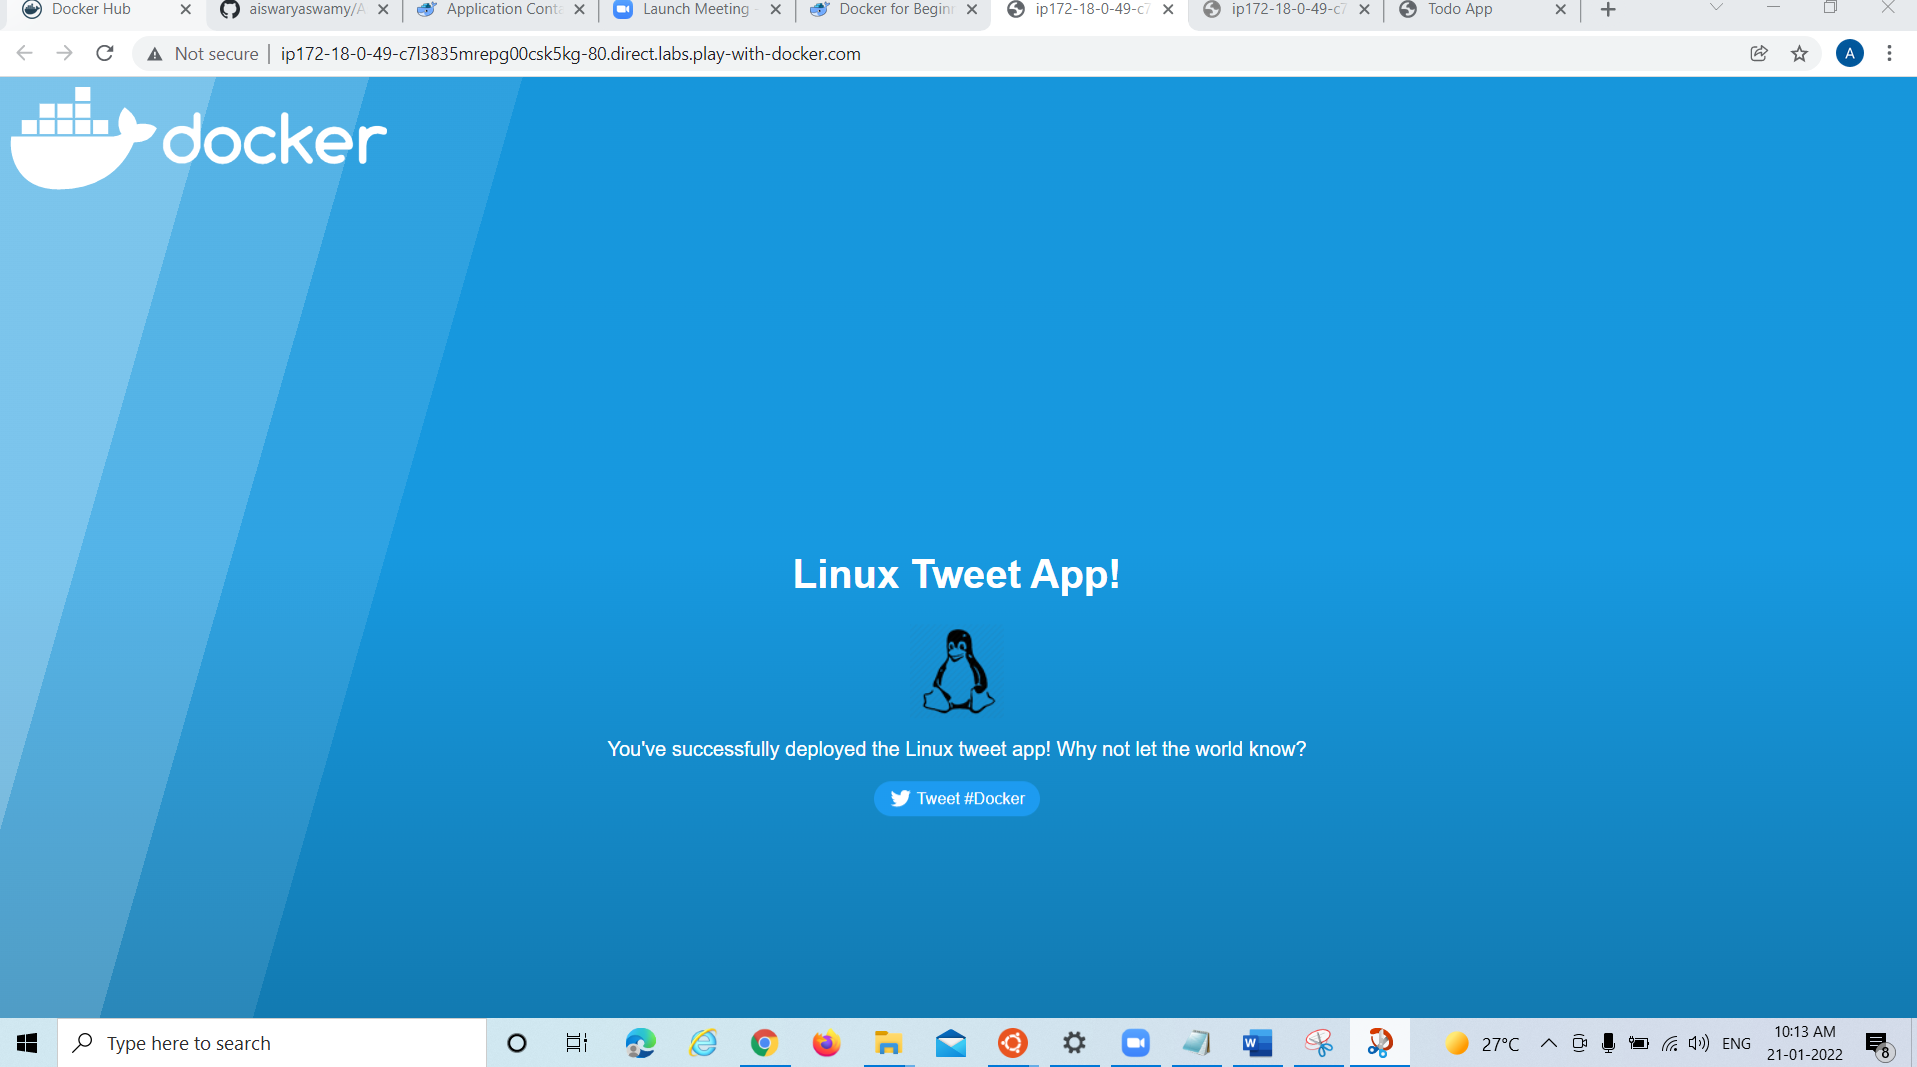 Docker Hub
aiswaryaswamy/A
Application Conta
Launch Meeting -
Docker for Beginn
ip172-18-0-49-c7
ip172-18-0-49-c7
Todo App
Not secure | ip172-18-0-49-c7l3835mrepg00csk5kg-80.direct.labs.play-with-docker.com
A
docker
Linux Tweet App!
You've successfully deployed the Linux tweet app! Why not let the world know?
Tweet #Docker
Type here to search
W
27°C
ENG
10:13 AM
21-01-2022
8